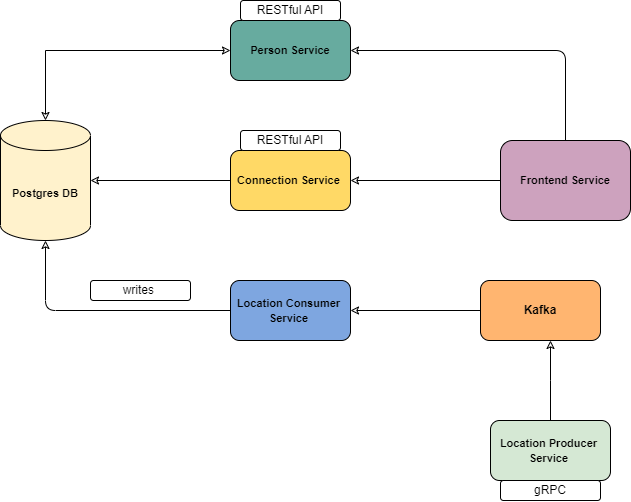 RESTful API
Person Service
RESTful API
Postgres DB
Connection Service
Frontend Service
writes
Location Consumer
Service
Kafka
Location Producer
Service
gRPC